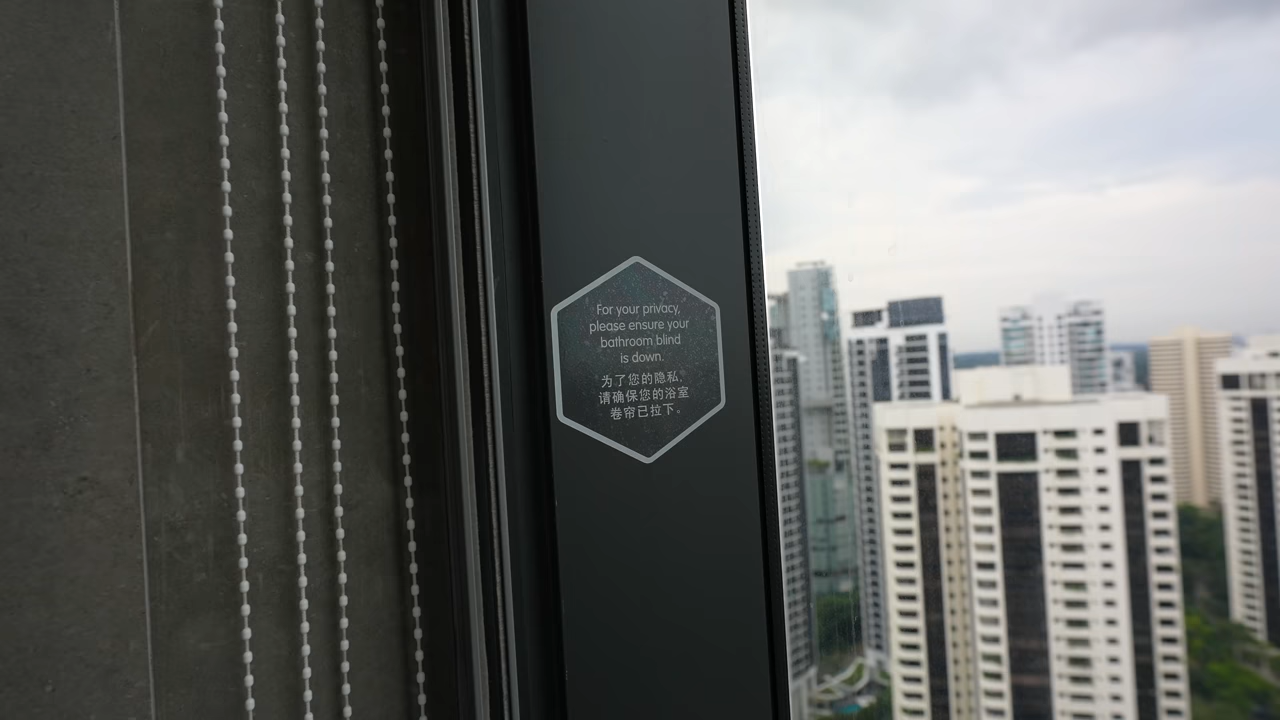 For your privacy,
please ensure your
bathroom blind
is down.
为了您的隐私,
请确保您的浴室
卷帘已拉下。